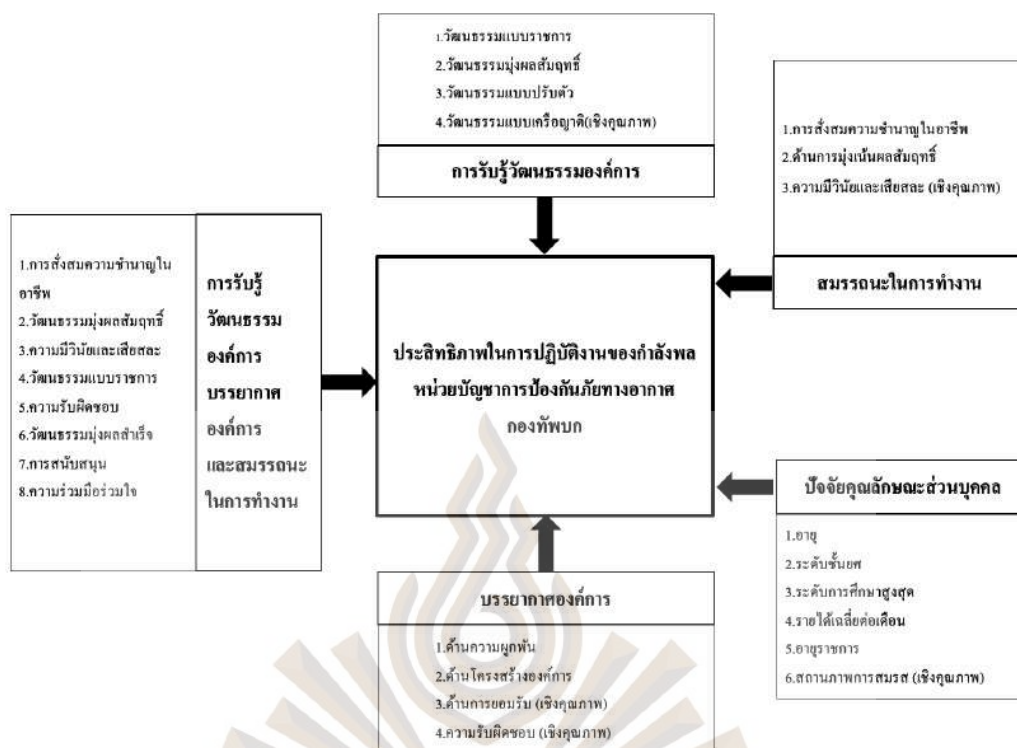 1.วัฒนธรรมแบบราชการ
2.วัฒนธรรมมุ่งผลสัมฤทธิ์
3.วัฒนธรรมแบบปรับตัว
4.วัฒนธรรมแบบเครือญาติ(เชิงคุณภาพ)
การรับรู้วัฒนธรรมองค์การ
1.การสั่งสมความชำนาญในอาชีพ
2.ด้านการมุ่งเน้นผลสัมฤทธิ์
3.ความมีวินัยและเสียสละ (เชิงคุณภาพ)
สมรรถนะในการทำงาน
1.การสั่งสมความชำนาญใน
อาชีพ
2.วัฒนธรรมมุ่งผลสัมฤทธิ์
3.ความมีวินัยและเสียสละ
4.วัฒนธรรมแบบราชการ
5.ความรับผิดชอบ
6.วัฒนธรรมมุ่งผลสำเร็จ
7.การสนับสนุน
8.ความร่วมมือร่วมใจ
การรับรู้
วัฒนธรรม
องค์การ
บรรยากาศ
องค์การ
และสมรรถนะ
ในการทำงาน
ประสิทธิภาพในการปฏิบัติงานของกำลังพล
หน่วยบัญชาการป้องกันภัยทางอากาศ
กองทัพบก
ปัจจัยคุณลักษณะส่วนบุคคล
1.อายุ
2.ระดับชั้นยศ
3.ระดับการศึกษาสูงสุด
4.รายได้เฉลี่ยต่อเดือน
5.อายุราชการ
6.สถานภาพการสมรส (เชิงคุณภาพ)
บรรยากาศองค์การ
1.ด้านความผูกพัน
2.ด้านโครงสร้างองค์การ
3.ด้านการยอมรับ (เชิงคุณภาพ)
4.ความรับผิดชอบ (เชิงคุณภาพ)